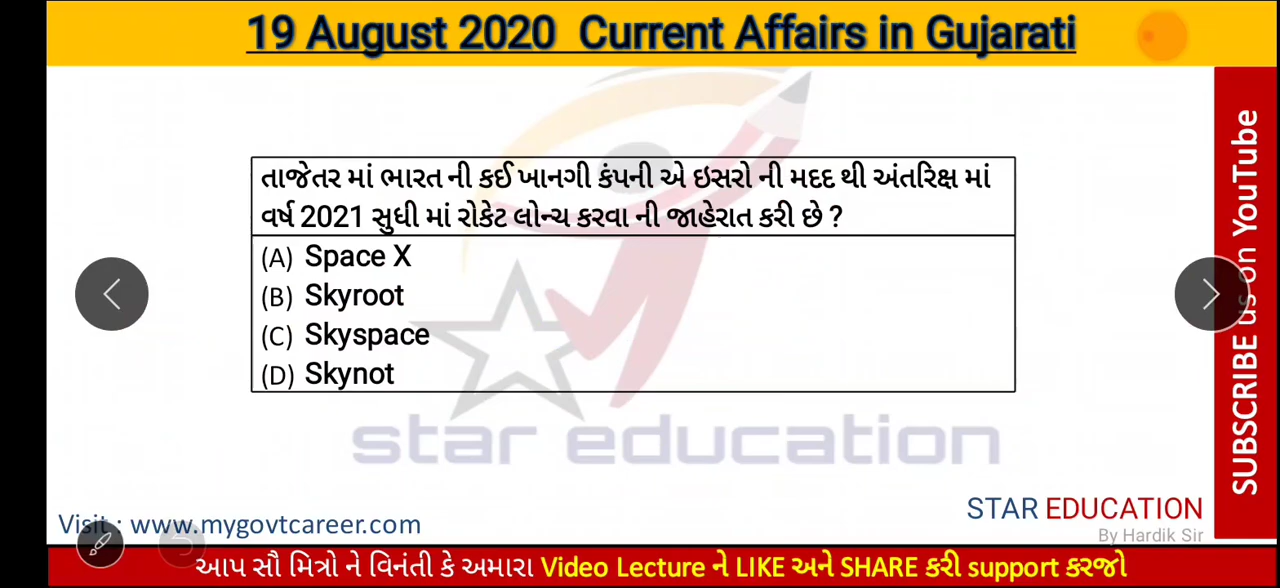 19 August 2020 Current Affairs in Gujarati
તાજેતર માં ભારત ની કઈ ખાનગી કંપની એ ઇસરો ની મદદ થી અંતરિક્ષ માં
વર્ષ 2021 સુધી માં રોકેટ લોન્ચ કરવા ની જાહેરાત કરી છે ?
(A) Space X
(B) Skyroot
(C) Skyspace
(D) Skynot
star education
SUBSCRIBE us on YouTube
STAR EDUCATION
By Hardik Sir
Visit : www.mygovtcareer.com
આપ સૌ મિત્રો ને વિનંતી કે અમારા Video Lecture ને LIKE અને SHARE કરી support કરજો